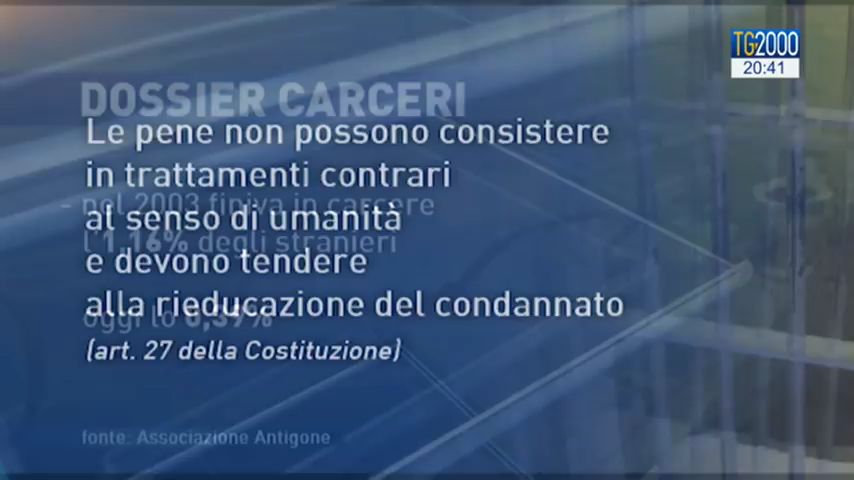 TG2000
20:41
DOSSIER CARCERI
Le pene non possono consistere
in trattamenti contrari
- nel 2003 finiva in carcere
al senso di umanità
l'1,16% degli stranieri
e devono tendere
alla rieducazione del condannato
oggi lo 0,39%
(art. 27 della Costituzione)
fonte: Associazione Antigone